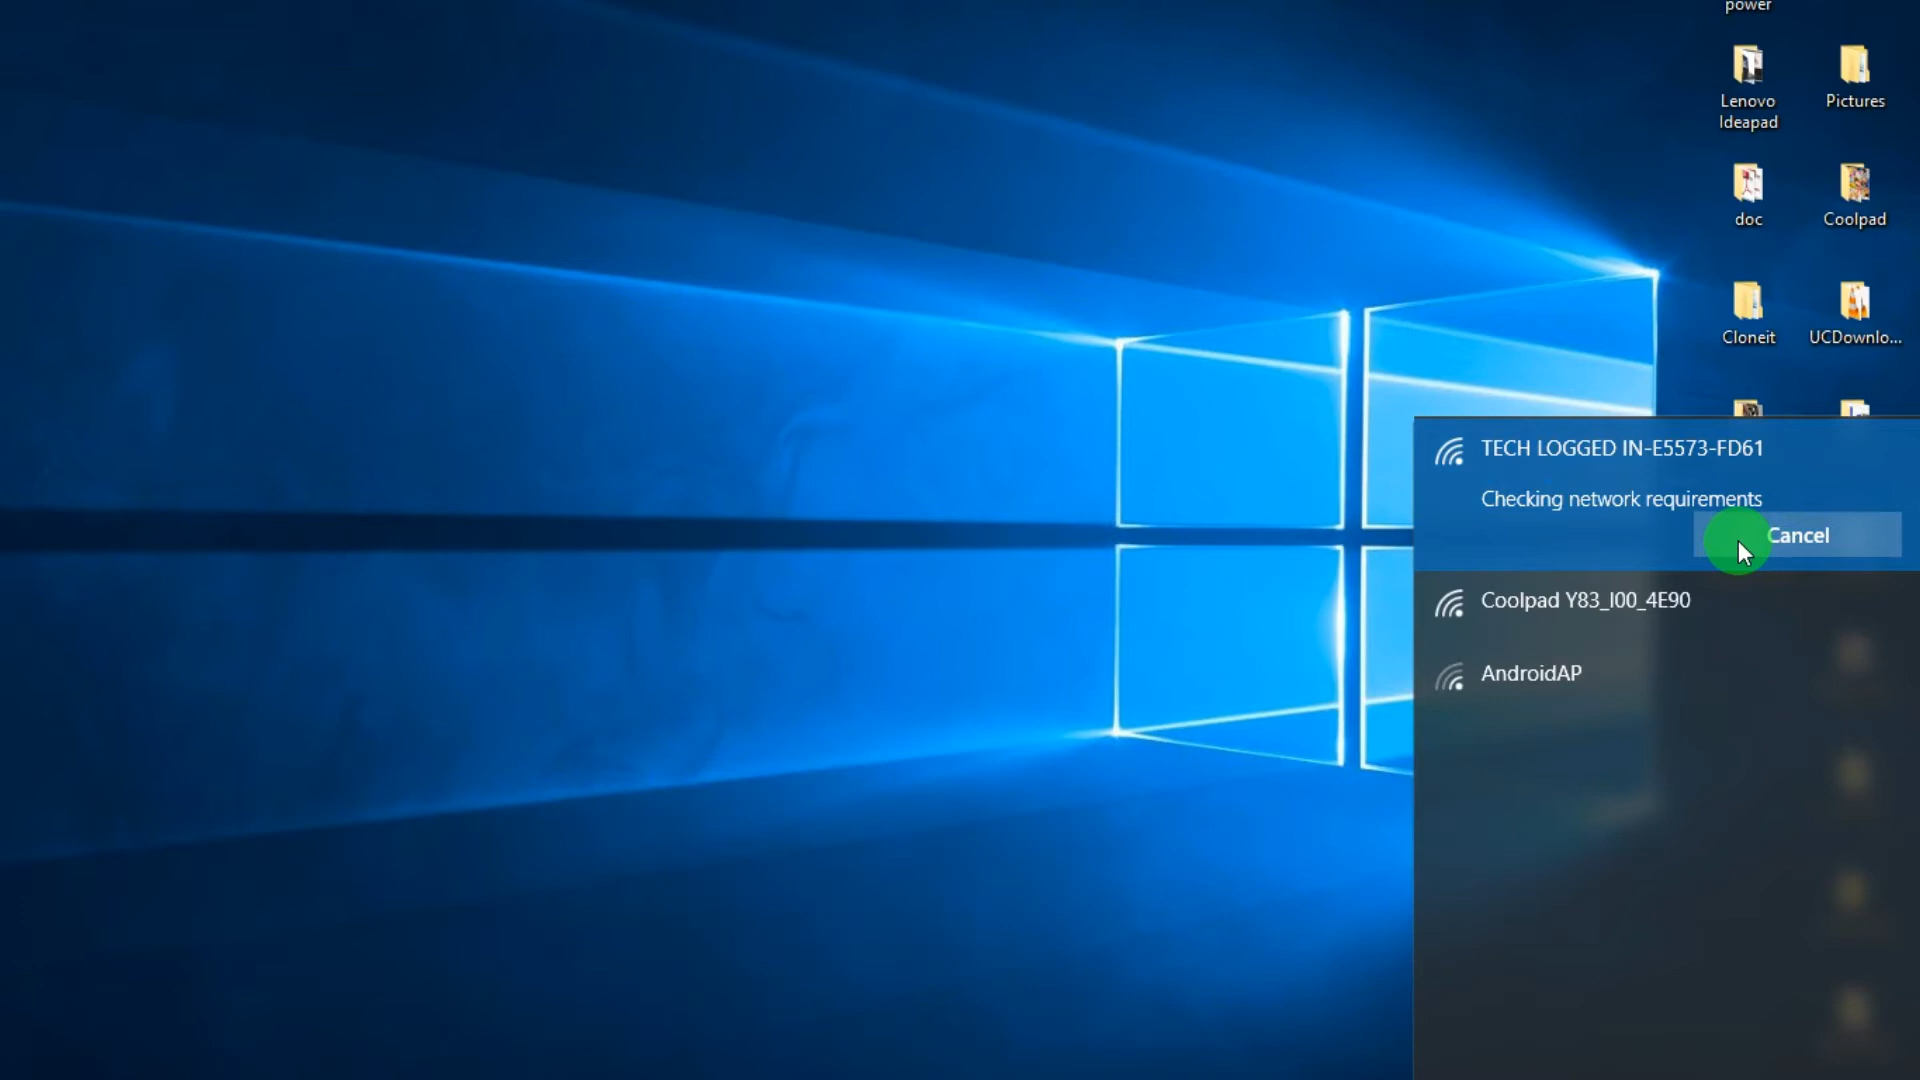 power
Lenovo
Ideapad
Pictures
doc
Coolpad
Cloneit
UCDownlo...
TECH LOGGED IN-E5573-FD61
Checking network requirements
Cancel
Coolpad Y83_I00_4E90
AndroidAP